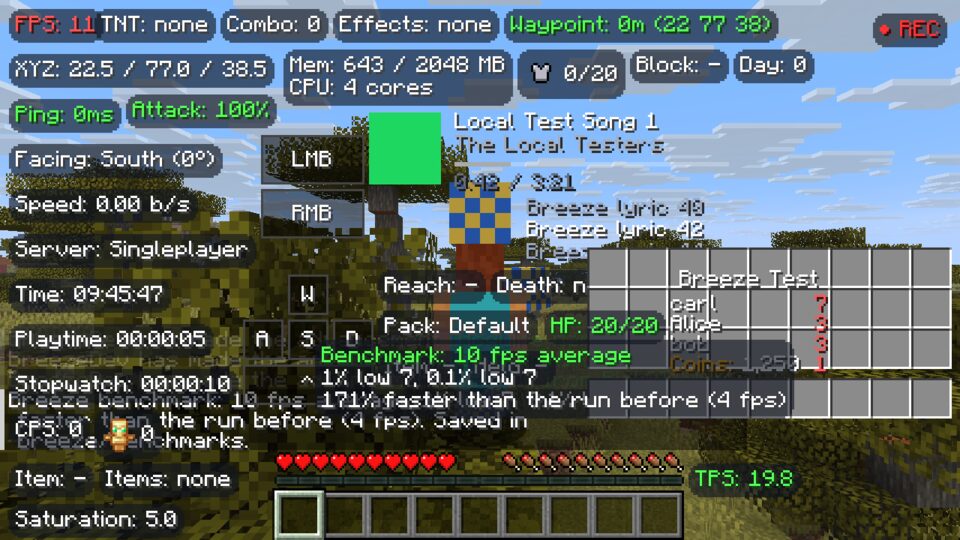 FPS: 11 TNT: none Combo: 0 Effects: none Waypoint: 0m (22 77 38) REC
XYZ: 22.5 / 77.0 / 38.5 Mem: 643 / 2048 MB 0/20 Block: - Day: 0
CPU: 4 cores
Ping: 0ms Attack: 100%
Local Test Song 1
The Local Testers
Facing: South (0°) LMB
0:42 / 3:21
Speed: 0.00 b/s RMB
Breeze lyric 40
Breeze lyric 42
Server: Singleplayer Breeze
Breeze Test
Time: 09:45:47 W Reach: - Death: n
carl 7
Alice 3
bob 3
Coins: 1,250 1
Pack: Default HP: 20/20
Playtime: 00:00:05 A S D
Benchmark: 10 fps average
Stopwatch: 00:00:10 ^ 1% low 7, 0.1% low 7
171% faster than the run before (4 fps)
Breeze benchmark: 10 fps
faster than the run before (4 fps). Saved in
CPS: 0 0
Item: - Items: none TPS: 19.8
Saturation: 5.0